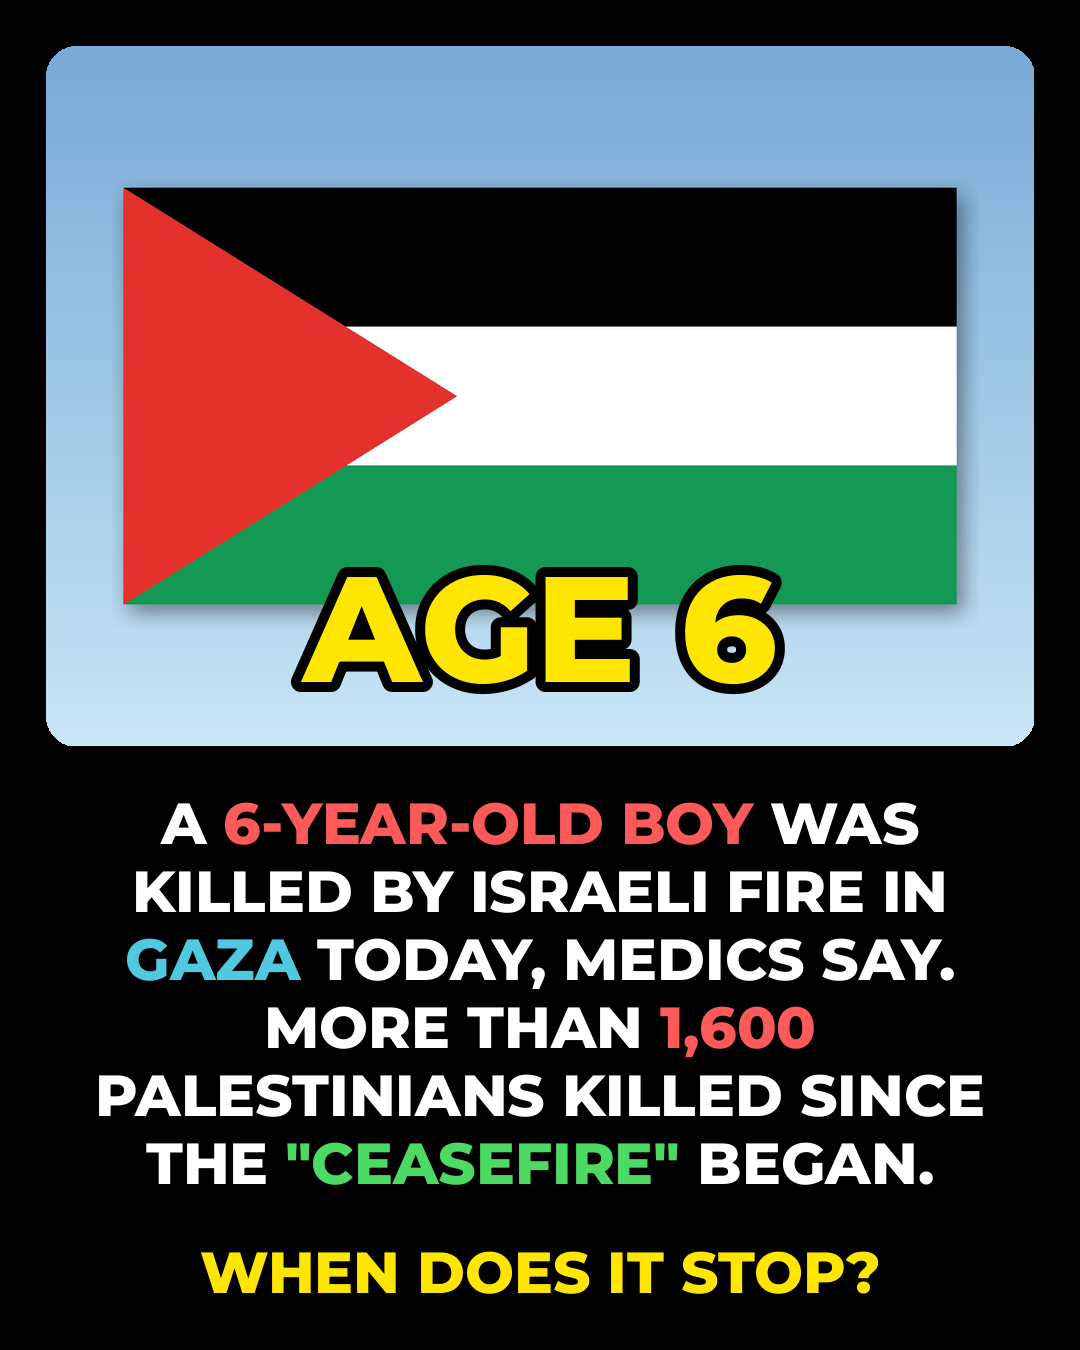 AGE 6
A 6-YEAR-OLD BOY WAS
KILLED BY ISRAELI FIRE IN
GAZA TODAY, MEDICS SAY.
MORE THAN 1,600
PALESTINIANS KILLED SINCE
THE "CEASEFIRE" BEGAN.
WHEN DOES IT STOP?